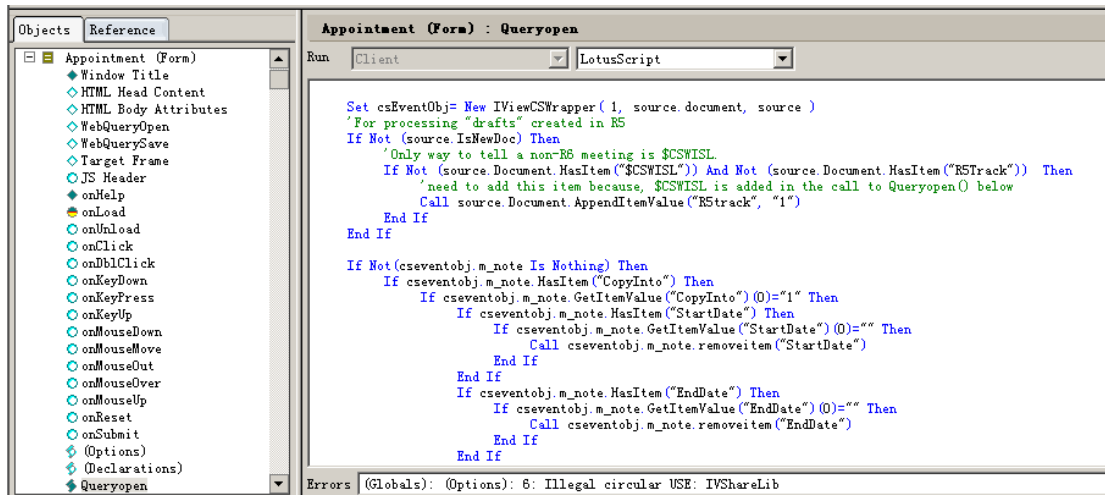 Objects Reference
Appointment (Form)
Window Title
HTML Head Content
HTML Body Attributes
WebQueryOpen
WebQuerySave
Target Frame
JS Header
onHelp
onLoad
onUnload
onClick
onDblClick
onKeyDown
onKeyPress
onKeyUp
onMouseDown
onMouseMove
onMouseOut
onMouseOver
onMouseUp
onReset
onSubmit
(Options)
(Declarations)
Queryopen
Appointment (Form) : Queryopen
Run Client LotusScript
Set csEventObj= New IViewCSWrapper( 1, source.document, source )
'For processing "drafts" created in R5
If Not (source.IsNewDoc) Then
'Only way to tell a non-R6 meeting is $CSWISL.
If Not (source.Document.HasItem("$CSWISL")) And Not (source.Document.HasItem("R5Track")) Then
'need to add this item because, $CSWISL is added in the call to Queryopen() below
Call source.Document.AppendItemValue("R5track", "1")
End If
End If
If Not(cseventobj.m_note Is Nothing) Then
If cseventobj.m_note.HasItem("CopyInto") Then
If cseventobj.m_note.GetItemValue("CopyInto")(0)="1" Then
If cseventobj.m_note.HasItem("StartDate") Then
If cseventobj.m_note.GetItemValue("StartDate")(0)="" Then
Call cseventobj.m_note.removeitem("StartDate")
End If
End If
If cseventobj.m_note.HasItem("EndDate") Then
If cseventobj.m_note.GetItemValue("EndDate")(0)="" Then
Call cseventobj.m_note.removeitem("EndDate")
End If
End If
Errors (Globals): (Options): 6: Illegal circular USE: IVShareLib